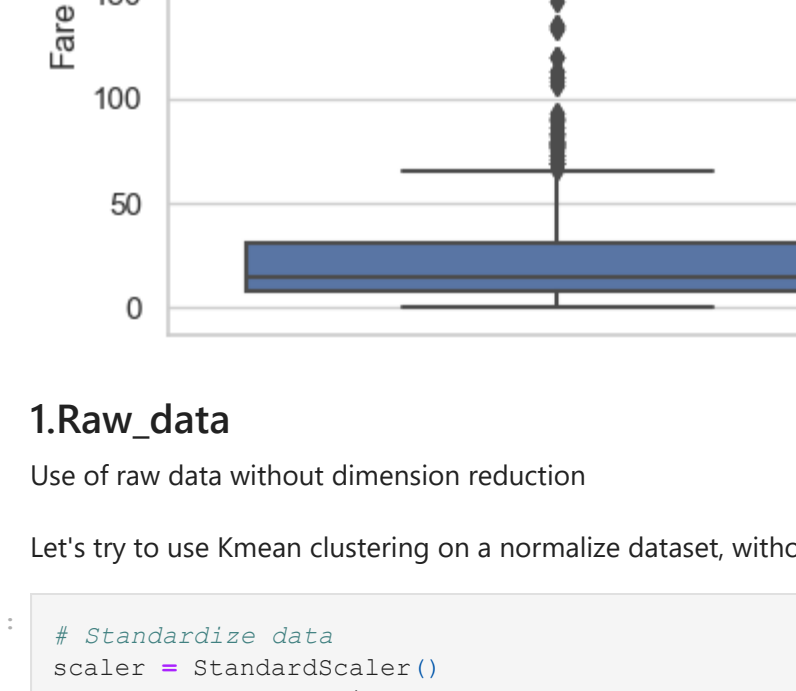 Fare
100
50
0
1.Raw_data
Use of raw data without dimension reduction
Let's try to use Kmean clustering on a normalize dataset,
:
# Standardize data
scaler = StandardScaler()